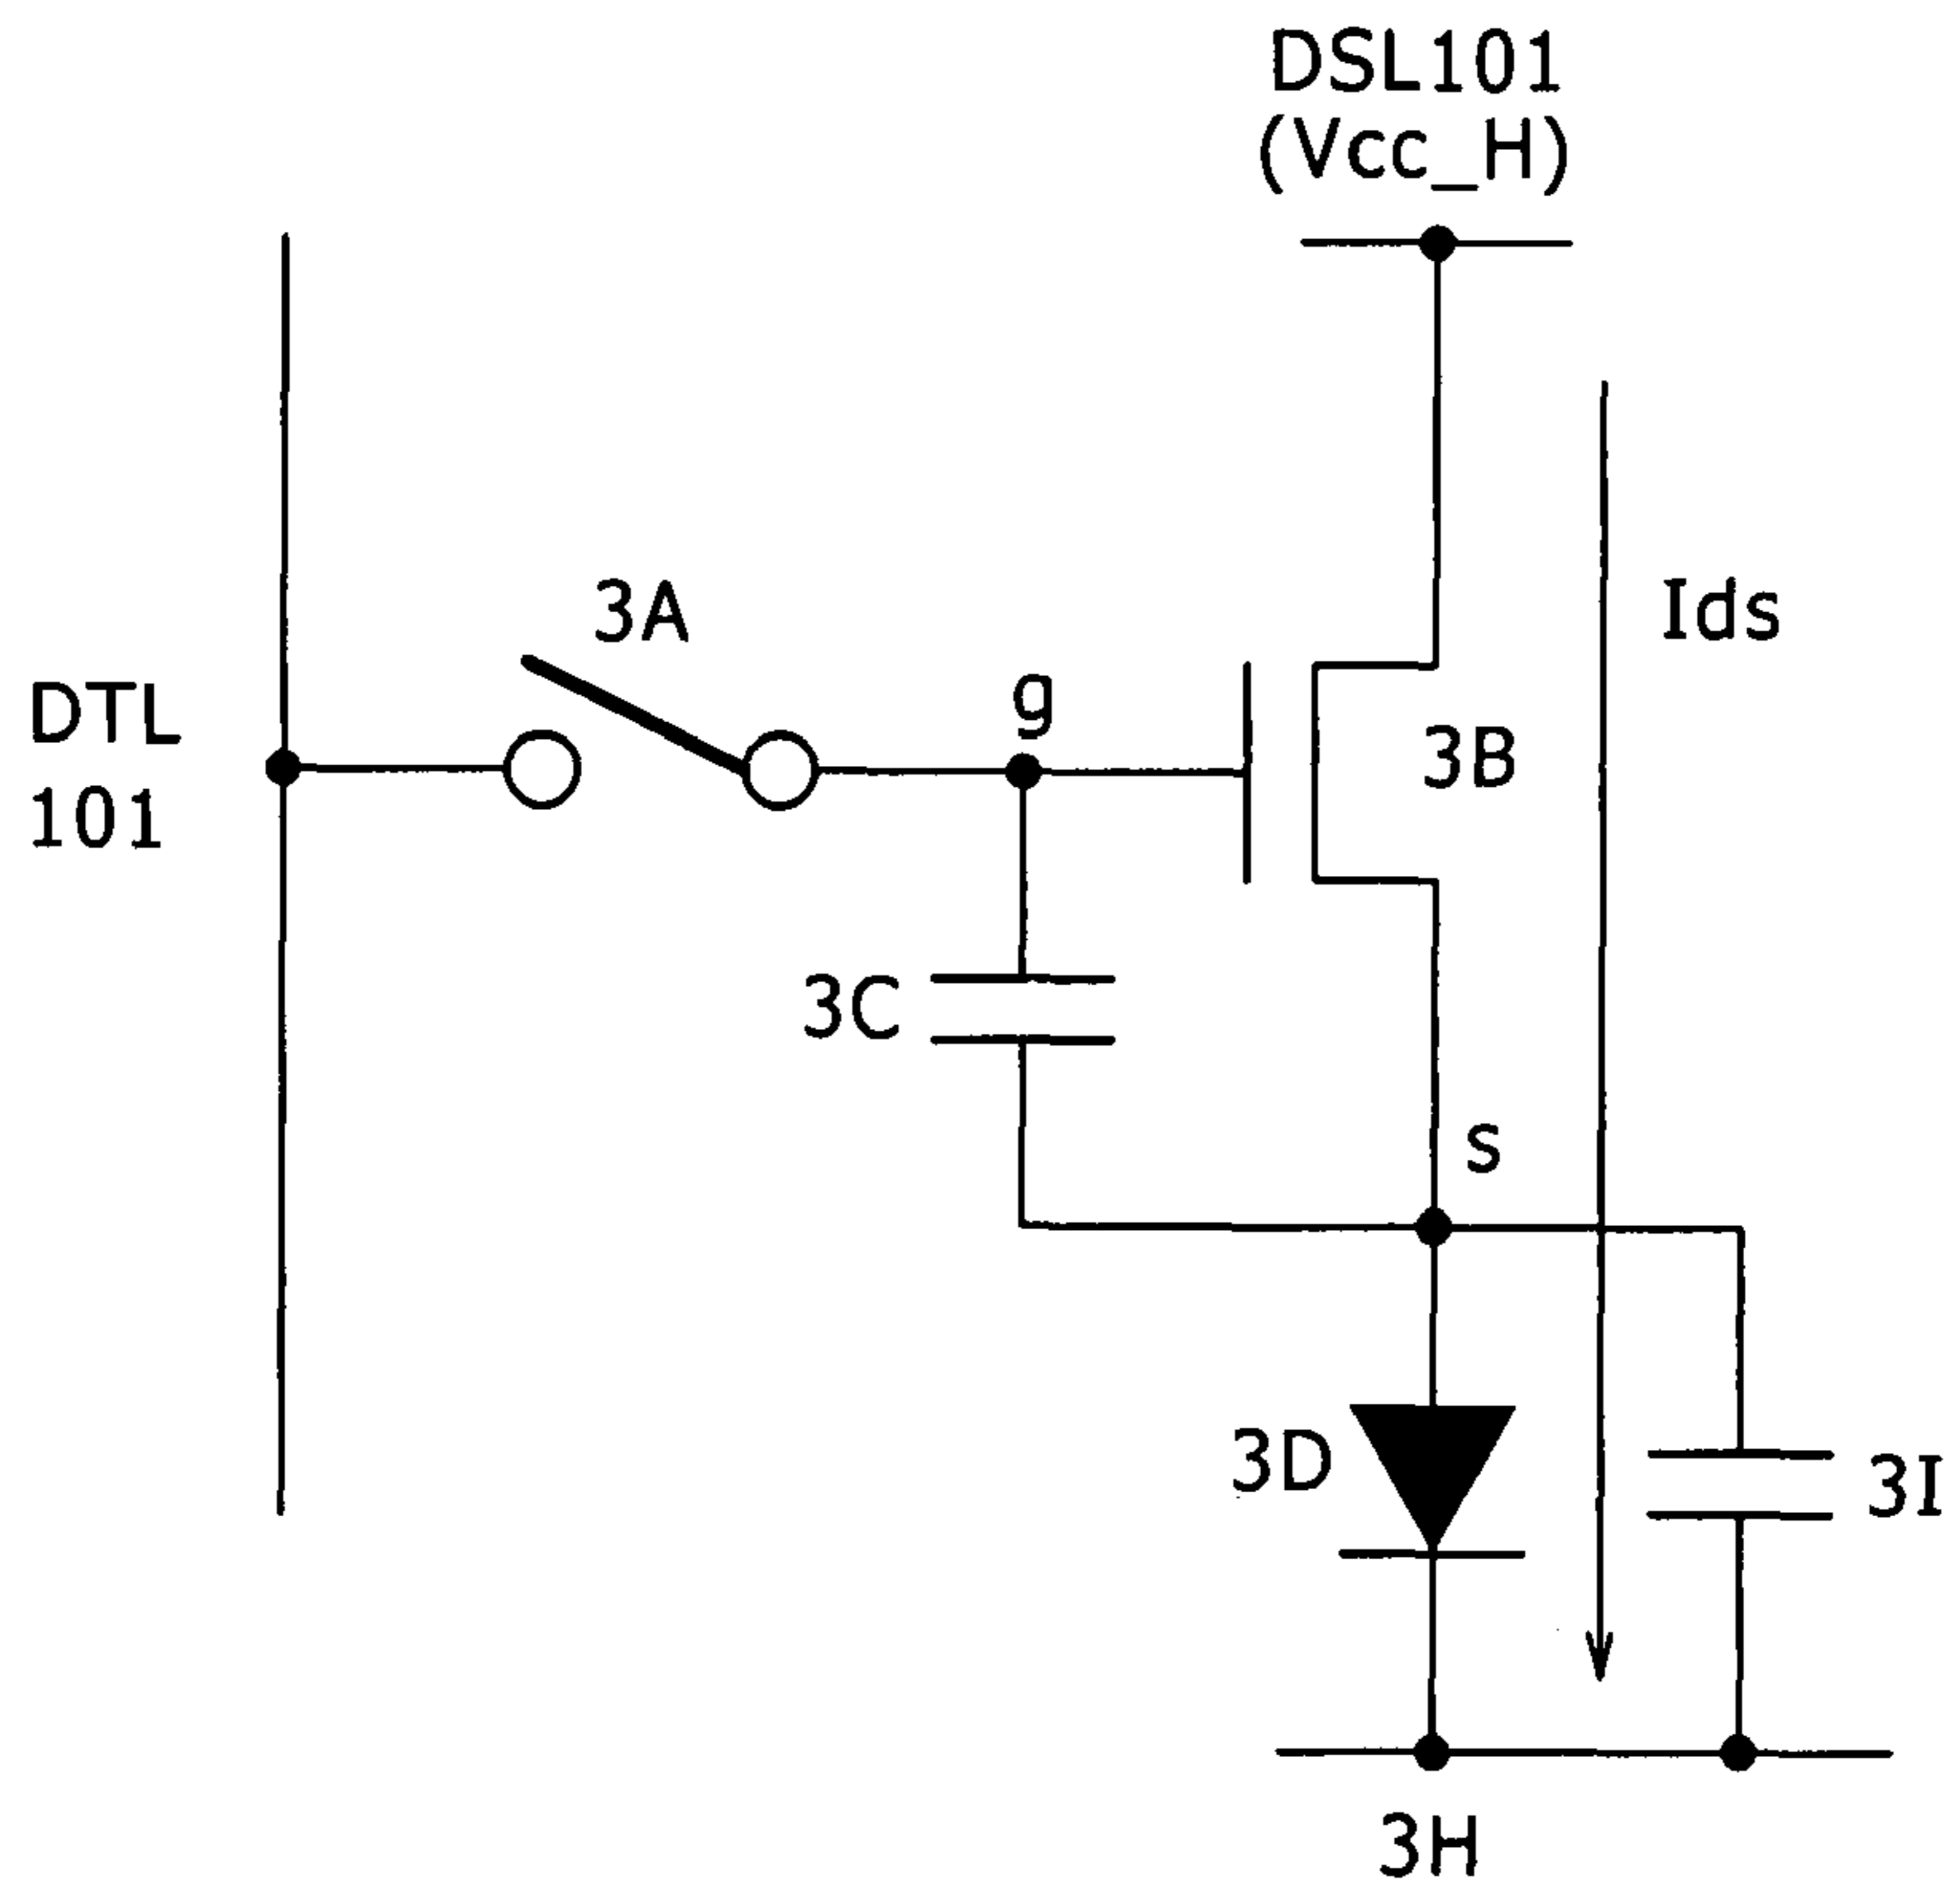 DSL101
(Vcc_H)
3A
Ids
g
DTL
101
3B
3C
s
3D
3I
3H